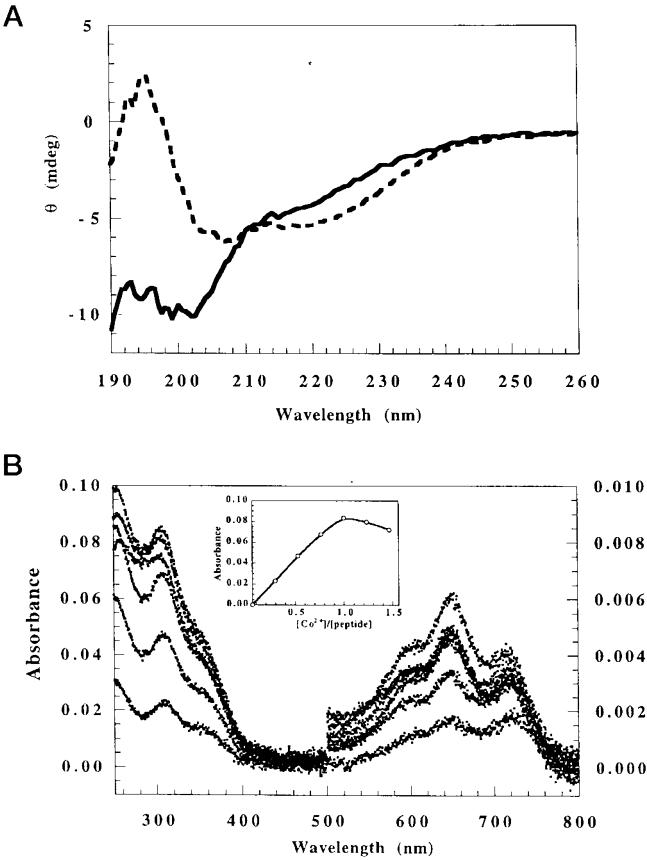 A
5
0
-5
-10
θ (mdeg)
190 200 210 220 230 240 250 260
Wavelength (nm)
B
0.10
0.08
0.06
0.04
0.02
0.00
Absorbance
0.10
0.08
0.06
0.04
0.02
0.00
Absorbance
0.5 1.0 1.5
[Co2+]/[peptide]
0.010
0.008
0.006
0.004
0.002
0.000
300 400 500 600 700 800
Wavelength (nm)